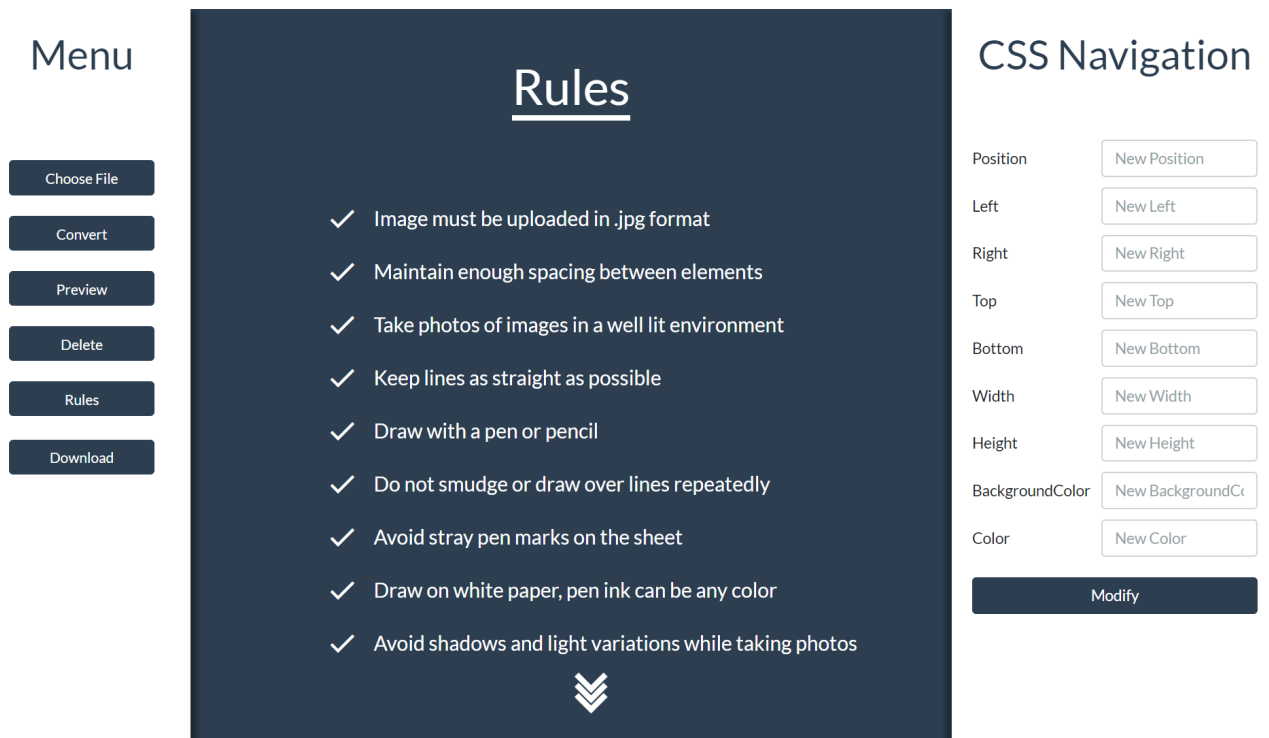 Menu
Choose File
Convert
Preview
Delete
Rules
Download
Rules
Image must be uploaded in .jpg format
Maintain enough spacing between elements
Take photos of images in a well lit environment
Keep lines as straight as possible
Draw with a pen or pencil
Do not smudge or draw over lines repeatedly
Avoid stray pen marks on the sheet
Draw on white paper, pen ink can be any color
Avoid shadows and light variations while taking photos
CSS Navigation
Position New Position
Left New Left
Right New Right
Top New Top
Bottom New Bottom
Width New Width
Height New Height
BackgroundColor New BackgroundCo
Color New Color
Modify